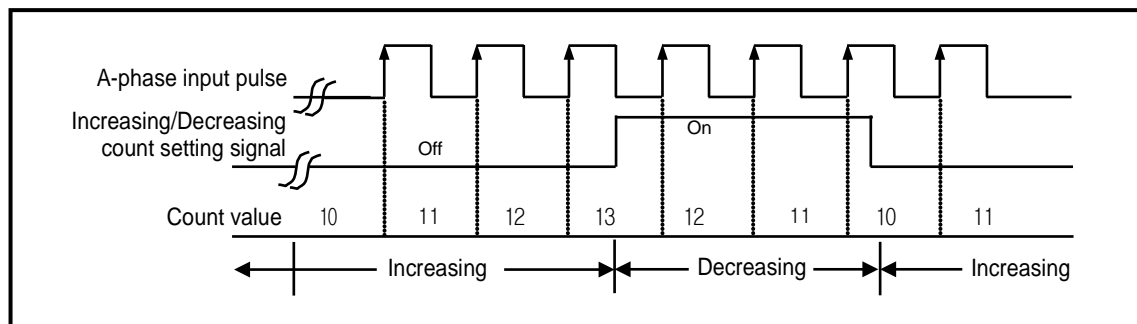 A-phase input pulse
Increasing/Decreasing
count setting signal
On
Off
Count value
10 11 12 13 12 11 10 11
Increasing Decreasing Increasing